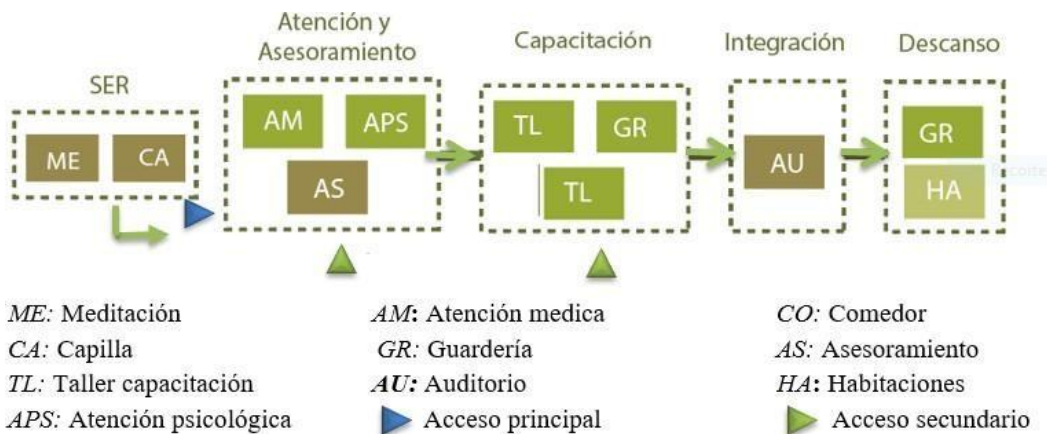 Atención y
Asesoramiento
Capacitación
Integración
Descanso
SER
AM
APS
AS
TL
GR
TL
AU
GR
HA
ME
CA
Recorte
ME: Meditación
AM: Atención medica
CO: Comedor
CA: Capilla
GR: Guardería
AS: Asesoramiento
TL: Taller capacitación
AU: Auditorio
HA: Habitaciones
APS: Atención psicológica
Acceso principal
Acceso secundario